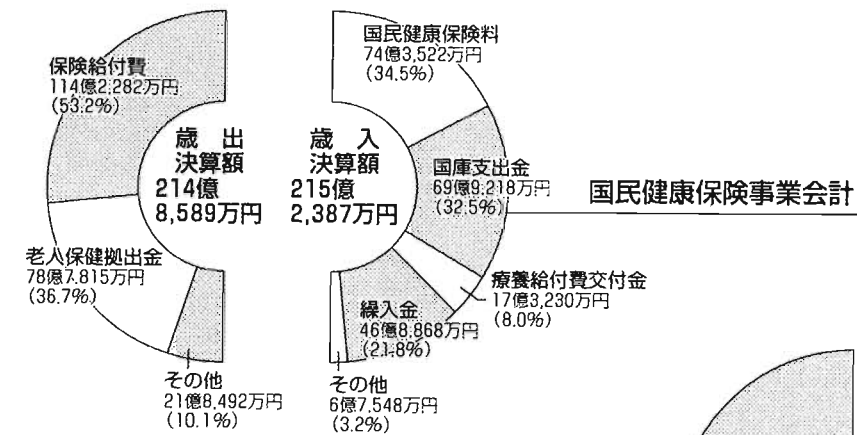 保険給付費
114億2,282万円
(53.2%)
老人保健拠出金
78億7,815万円
(36.7%)
その他
21億8,492万円
(10.1%)
歳 出
決算額
214億
8,589万円
歳 入
決算額
215億
2,387万円
国民健康保険料
74億3,522万円
(34.5%)
国庫支出金
69億9,218万円
(32.5%)
療養給付費交付金
17億3,230万円
(8.0%)
繰入金
46億8,868万円
(21.8%)
その他
6億7,548万円
(3.2%)
国民健康保険事業会計